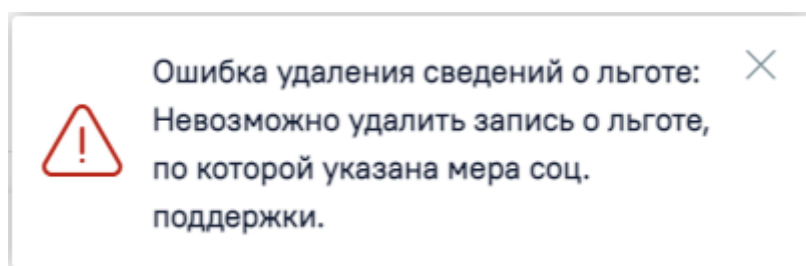 Ошибка удаления сведений о льготе:
Невозможно удалить запись о льготе,
по которой указана мера соц.
поддержки.